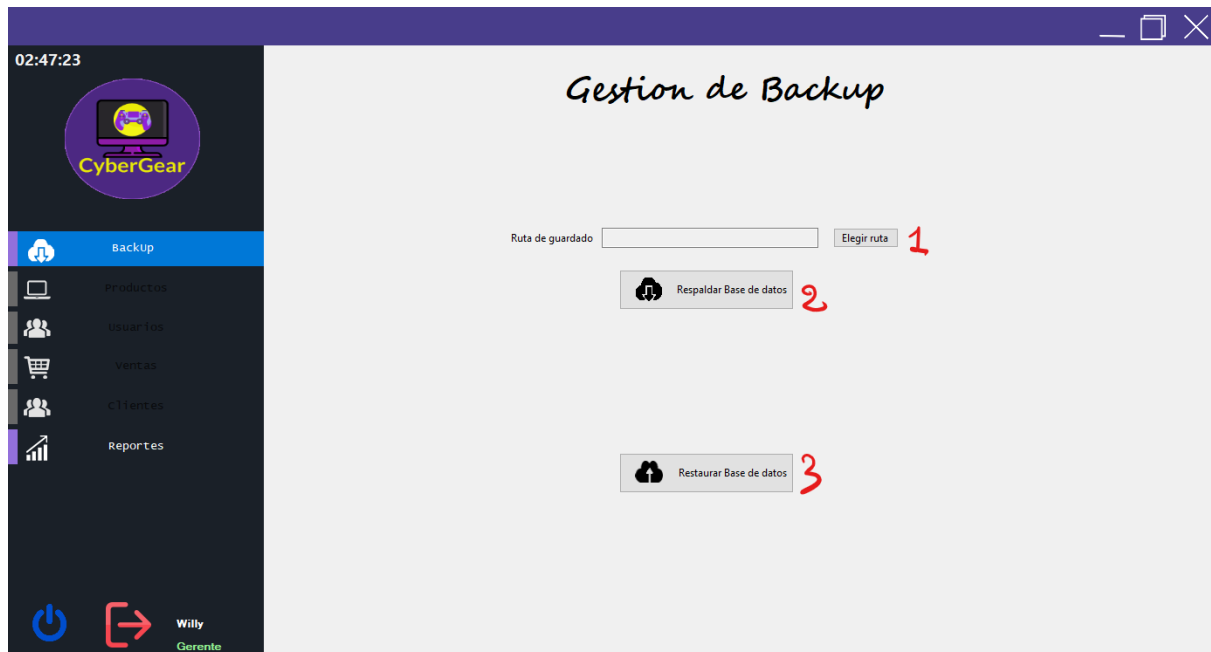 02:47:23
CyberGear
BackUp
Productos
Usuarios
Ventas
Clientes
Reportes
Willy
Gerente
Gestion de Backup
Ruta de guardado
Elegir ruta
1
Respaldar Base de datos
2
Restaurar Base de datos
3